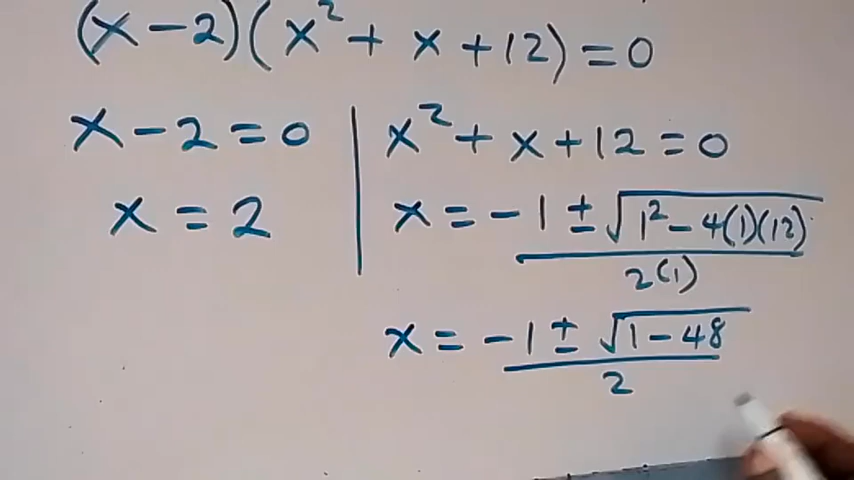 (x-2)(x²+x+12)=0
x-2=0
x=2
x²+x+12=0
x=-1±√1²-4(1)(12)
2(1)
x=-1±√1-48
2